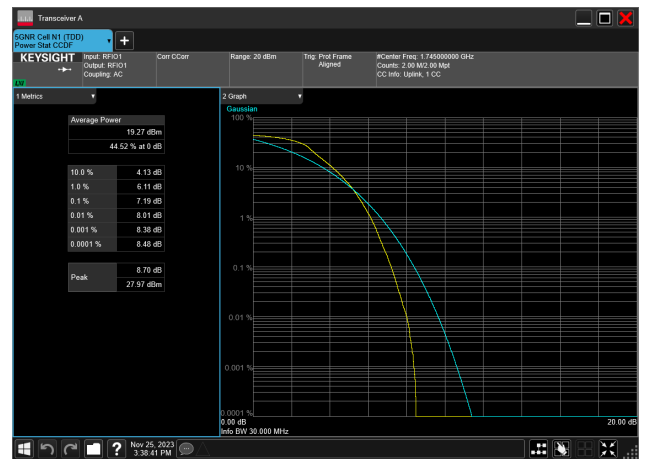 Transceiver A
5GNR Cell N1 (TDD)
Power Stat CCDF
KEYSIGHT
Input: RFIO1
Output: RFIO1
Coupling: AC
Corr CCorr
Range: 20 dBm
Trig: Prot Frame
Aligned
#Center Freq: 1.745000000 GHz
Counts: 2.00 M/2.00 Mpt
CC Info: Uplink, 1 CC
LVI
1 Metrics
Average Power
19.27 dBm
44.52 % at 0 dB
10.0 % 4.13 dB
1.0 % 6.11 dB
0.1 % 7.19 dB
0.01 % 8.01 dB
0.001 % 8.38 dB
0.0001 % 8.48 dB
Peak
8.70 dB
27.97 dBm
2 Graph
Gaussian
100 %
10 %
1 %
0.1 %
0.01 %
0.001 %
0.0001 %
0.00 dB
20.00 dB
Info BW 30.000 MHz
?
Nov 25, 2023
3:38:41 PM